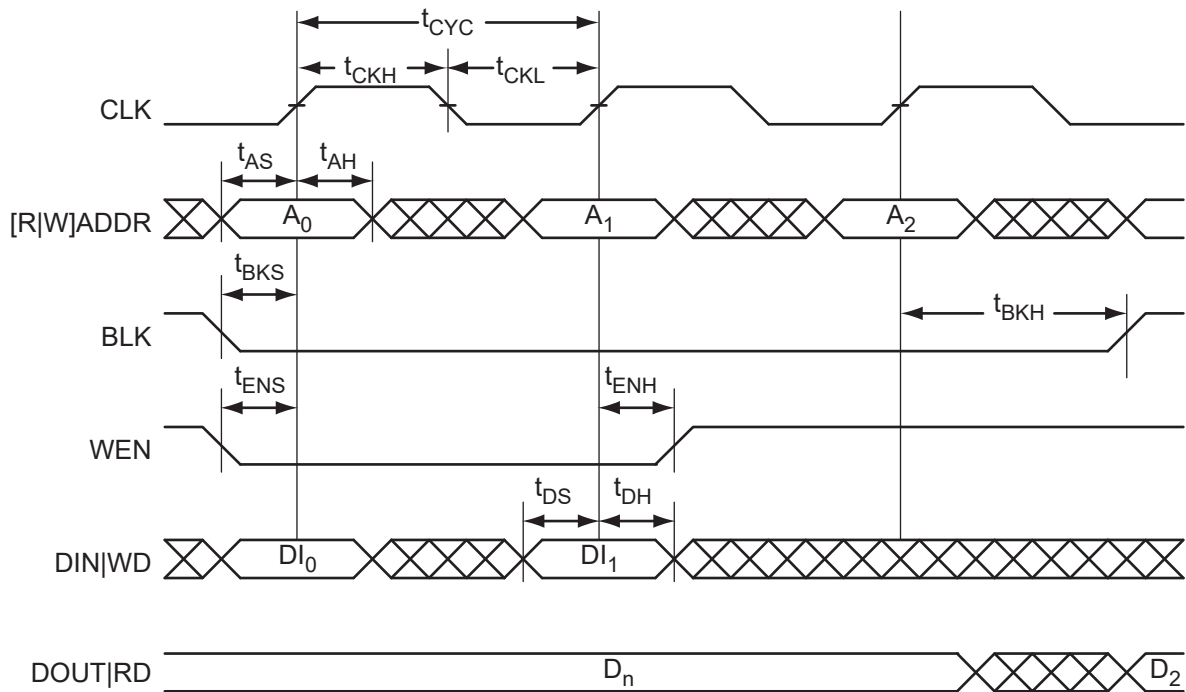 tCYC
tCKH tCKL
CLK
tAS tAH
[R|W]ADDR A0 A1 A2
tBKS
tBKH
BLK
tENS tENH
WEN
tDS tDH
DIN|WD DI0 DI1
DOUT|RD Dn D2